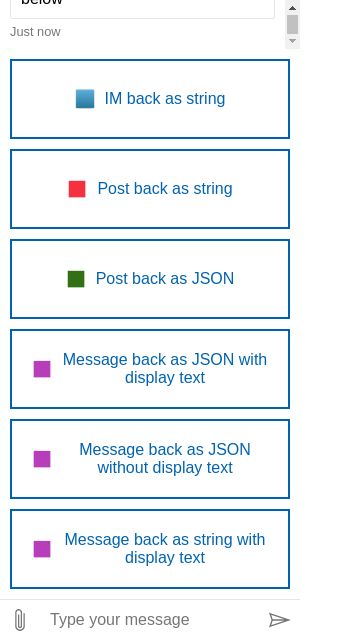 below
Just now
IM back as string
Post back as string
Post back as JSON
Message back as JSON with
display text
Message back as JSON
without display text
Message back as string with
display text
Type your message